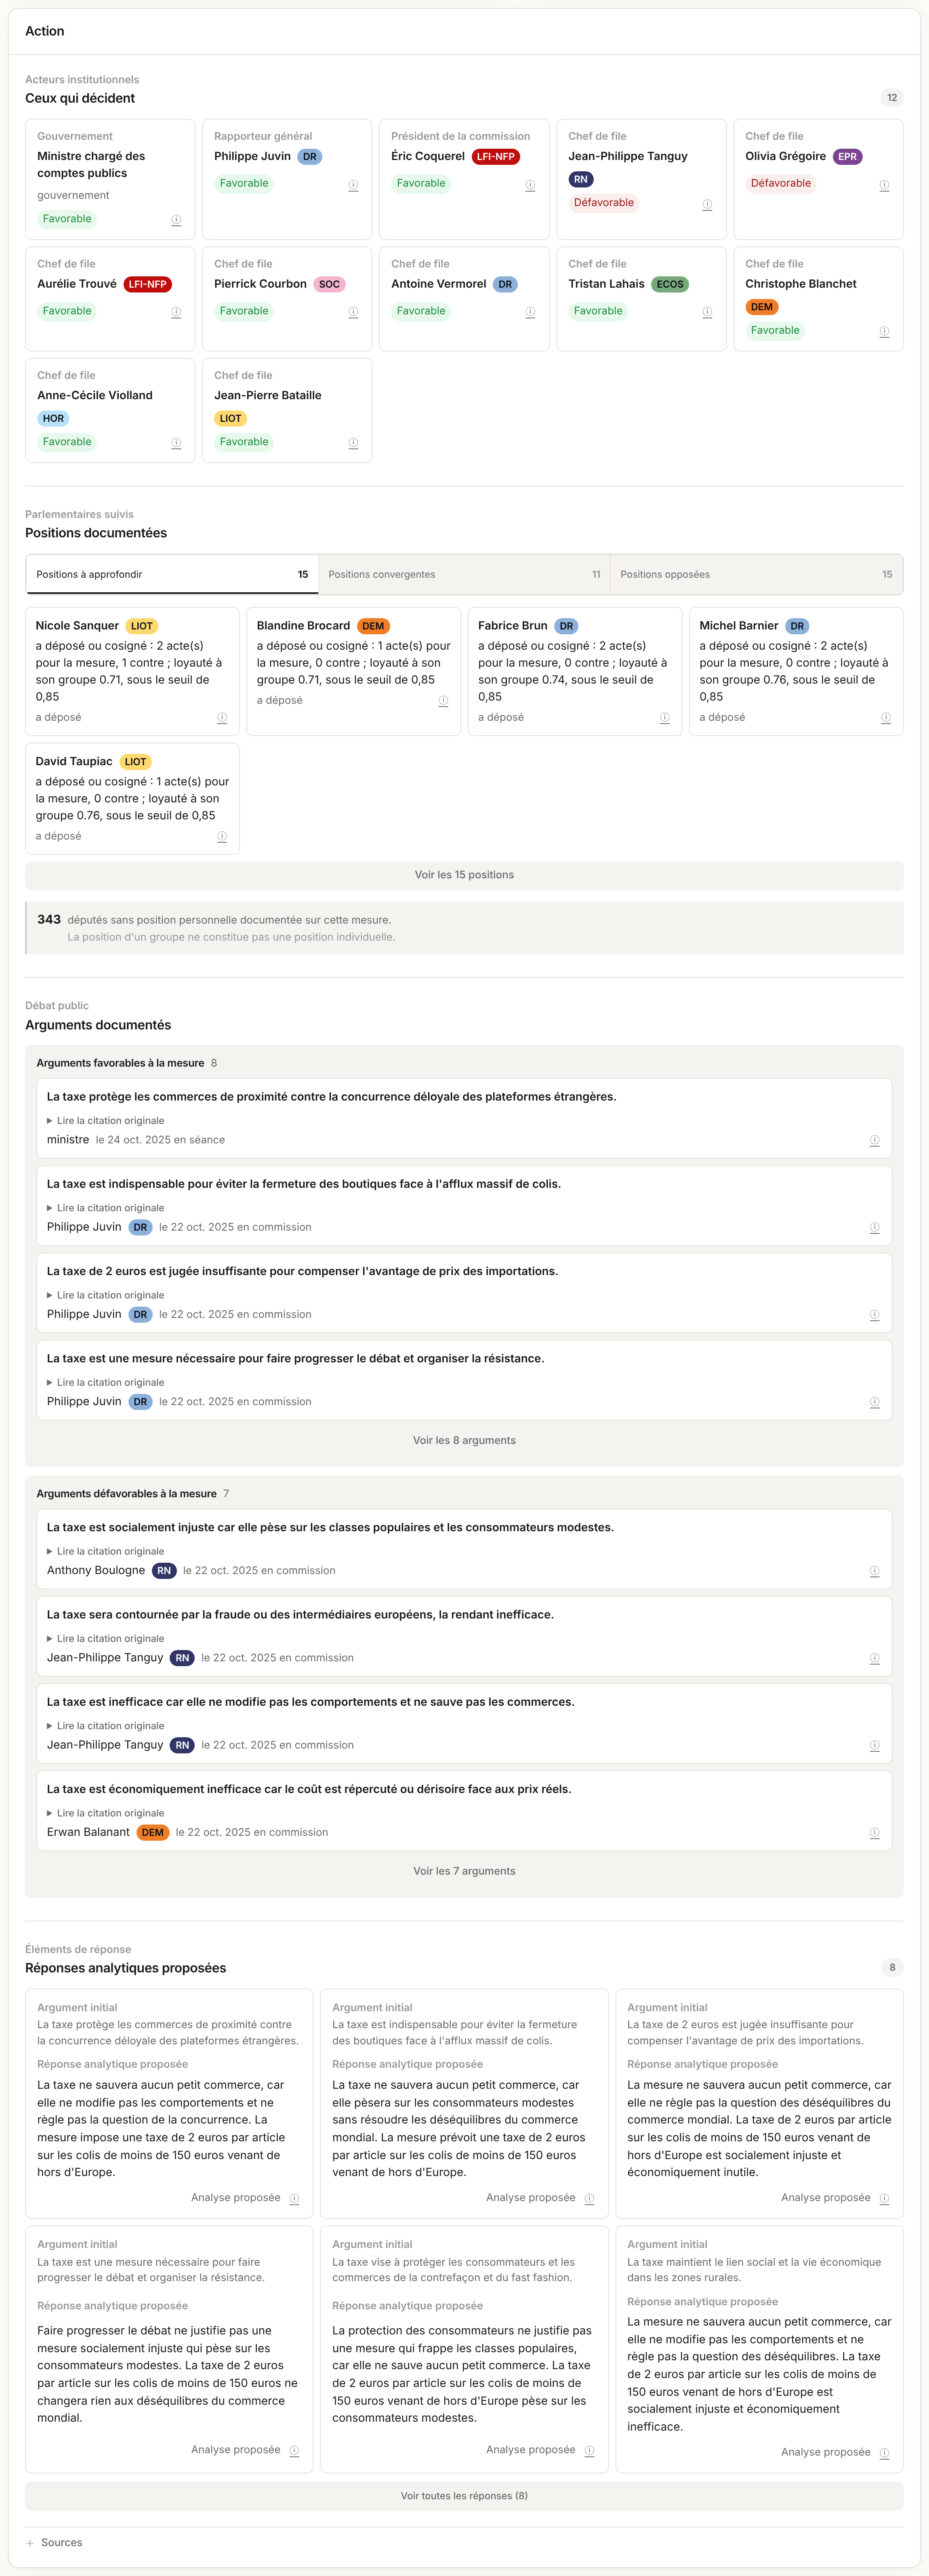 Action
Acteurs institutionnels
Ceux qui décident
12
Gouvernement
Ministre chargé des
comptes publics
gouvernement
Favorable
Rapporteur général
Philippe Juvin DR
Favorable
Président de la commission
Éric Coquerel LFI-NFP
Favorable
Chef de file
Jean-Philippe Tanguy
RN
Défavorable
Chef de file
Olivia Grégoire EPR
Défavorable
Chef de file
Aurélie Trouvé LFI-NFP
Favorable
Chef de file
Pierrick Courbon SOC
Favorable
Chef de file
Antoine Vermorel DR
Favorable
Chef de file
Tristan Lahais ECOS
Favorable
Chef de file
Christophe Blanchet
DEM
Favorable
Chef de file
Anne-Cécile Violland
HOR
Favorable
Chef de file
Jean-Pierre Bataille
LIOT
Favorable
Parlementaires suivis
Positions documentées
Positions à approfondir 15
Positions convergentes 11
Positions opposées 15
Nicole Sanquer LIOT
a déposé ou cosigné : 2 acte(s)
pour la mesure, 1 contre ; loyauté à
son groupe 0.71, sous le seuil de
0,85
a déposé
Blandine Brocard DEM
a déposé ou cosigné : 1 acte(s) pour
la mesure, 0 contre ; loyauté à son
groupe 0.71, sous le seuil de 0,85
a déposé
Fabrice Brun DR
a déposé ou cosigné : 2 acte(s)
pour la mesure, 0 contre ; loyauté à
son groupe 0.74, sous le seuil de
0,85
a déposé
Michel Barnier DR
a déposé ou cosigné : 2 acte(s)
pour la mesure, 0 contre ; loyauté à
son groupe 0.76, sous le seuil de
0,85
a déposé
David Taupiac LIOT
a déposé ou cosigné : 1 acte(s) pour
la mesure, 0 contre ; loyauté à son
groupe 0.76, sous le seuil de 0,85
a déposé
Voir les 15 positions
343 députés sans position personnelle documentée sur cette mesure.
La position d'un groupe ne constitue pas une position individuelle.
Débat public
Arguments documentés
Arguments favorables à la mesure 8
La taxe protège les commerces de proximité contre la concurrence déloyale des plateformes étrangères.
▶ Lire la citation originale
ministre le 24 oct. 2025 en séance
La taxe est indispensable pour éviter la fermeture des boutiques face à l'afflux massif de colis.
▶ Lire la citation originale
Philippe Juvin DR le 22 oct. 2025 en commission
La taxe de 2 euros est jugée insuffisante pour compenser l'avantage de prix des importations.
▶ Lire la citation originale
Philippe Juvin DR le 22 oct. 2025 en commission
La taxe est une mesure nécessaire pour faire progresser le débat et organiser la résistance.
▶ Lire la citation originale
Philippe Juvin DR le 22 oct. 2025 en commission
Voir les 8 arguments
Arguments défavorables à la mesure 7
La taxe est socialement injuste car elle pèse sur les classes populaires et les consommateurs modestes.
▶ Lire la citation originale
Anthony Boulogne RN le 22 oct. 2025 en commission
La taxe sera contournée par la fraude ou des intermédiaires européens, la rendant inefficace.
▶ Lire la citation originale
Jean-Philippe Tanguy RN le 22 oct. 2025 en commission
La taxe est inefficace car elle ne modifie pas les comportements et ne sauve pas les commerces.
▶ Lire la citation originale
Jean-Philippe Tanguy RN le 22 oct. 2025 en commission
La taxe est économiquement inefficace car le coût est répercuté ou dérisoire face aux prix réels.
▶ Lire la citation originale
Erwan Balanant DEM le 22 oct. 2025 en commission
Voir les 7 arguments
Éléments de réponse
Réponses analytiques proposées
8
Argument initial
La taxe protège les commerces de proximité contre
la concurrence déloyale des plateformes étrangères.
Réponse analytique proposée
La taxe ne sauvera aucun petit commerce, car
elle ne modifie pas les comportements et ne
règle pas la question de la concurrence. La
mesure impose une taxe de 2 euros par article
sur les colis de moins de 150 euros venant de
hors d'Europe.
Analyse proposée
Argument initial
La taxe est indispensable pour éviter la fermeture
des boutiques face à l'afflux massif de colis.
Réponse analytique proposée
La taxe ne sauvera aucun petit commerce, car
elle pèsera sur les consommateurs modestes
sans résoudre les déséquilibres du commerce
mondial. La mesure prévoit une taxe de 2 euros
par article sur les colis de moins de 150 euros
venant de hors d'Europe.
Analyse proposée
Argument initial
La taxe de 2 euros est jugée insuffisante pour
compenser l'avantage de prix des importations.
Réponse analytique proposée
La mesure ne sauvera aucun petit commerce, car
elle ne règle pas la question des déséquilibres du
commerce mondial. La taxe de 2 euros par article
sur les colis de moins de 150 euros venant de
hors d'Europe est socialement injuste et
économiquement inutile.
Analyse proposée
Argument initial
La taxe est une mesure nécessaire pour faire
progresser le débat et organiser la résistance.
Réponse analytique proposée
Faire progresser le débat ne justifie pas une
mesure socialement injuste qui pèse sur les
consommateurs modestes. La taxe de 2 euros
par article sur les colis de moins de 150 euros ne
changera rien aux déséquilibres du commerce
mondial.
Analyse proposée
Argument initial
La taxe vise à protéger les consommateurs et les
commerces de la contrefaçon et du fast fashion.
Réponse analytique proposée
La protection des consommateurs ne justifie pas
une mesure qui frappe les classes populaires,
car elle ne sauve aucun petit commerce. La taxe
de 2 euros par article sur les colis de moins de
150 euros venant de hors d'Europe pèse sur les
consommateurs modestes.
Analyse proposée
Argument initial
La taxe maintient le lien social et la vie économique
dans les zones rurales.
Réponse analytique proposée
La mesure ne sauvera aucun petit commerce, car
elle ne modifie pas les comportements et ne
règle pas la question des déséquilibres. La taxe
de 2 euros par article sur les colis de moins de
150 euros venant de hors d'Europe est
socialement injuste et économiquement
inefficace.
Analyse proposée
Voir toutes les réponses (8)
+ Sources